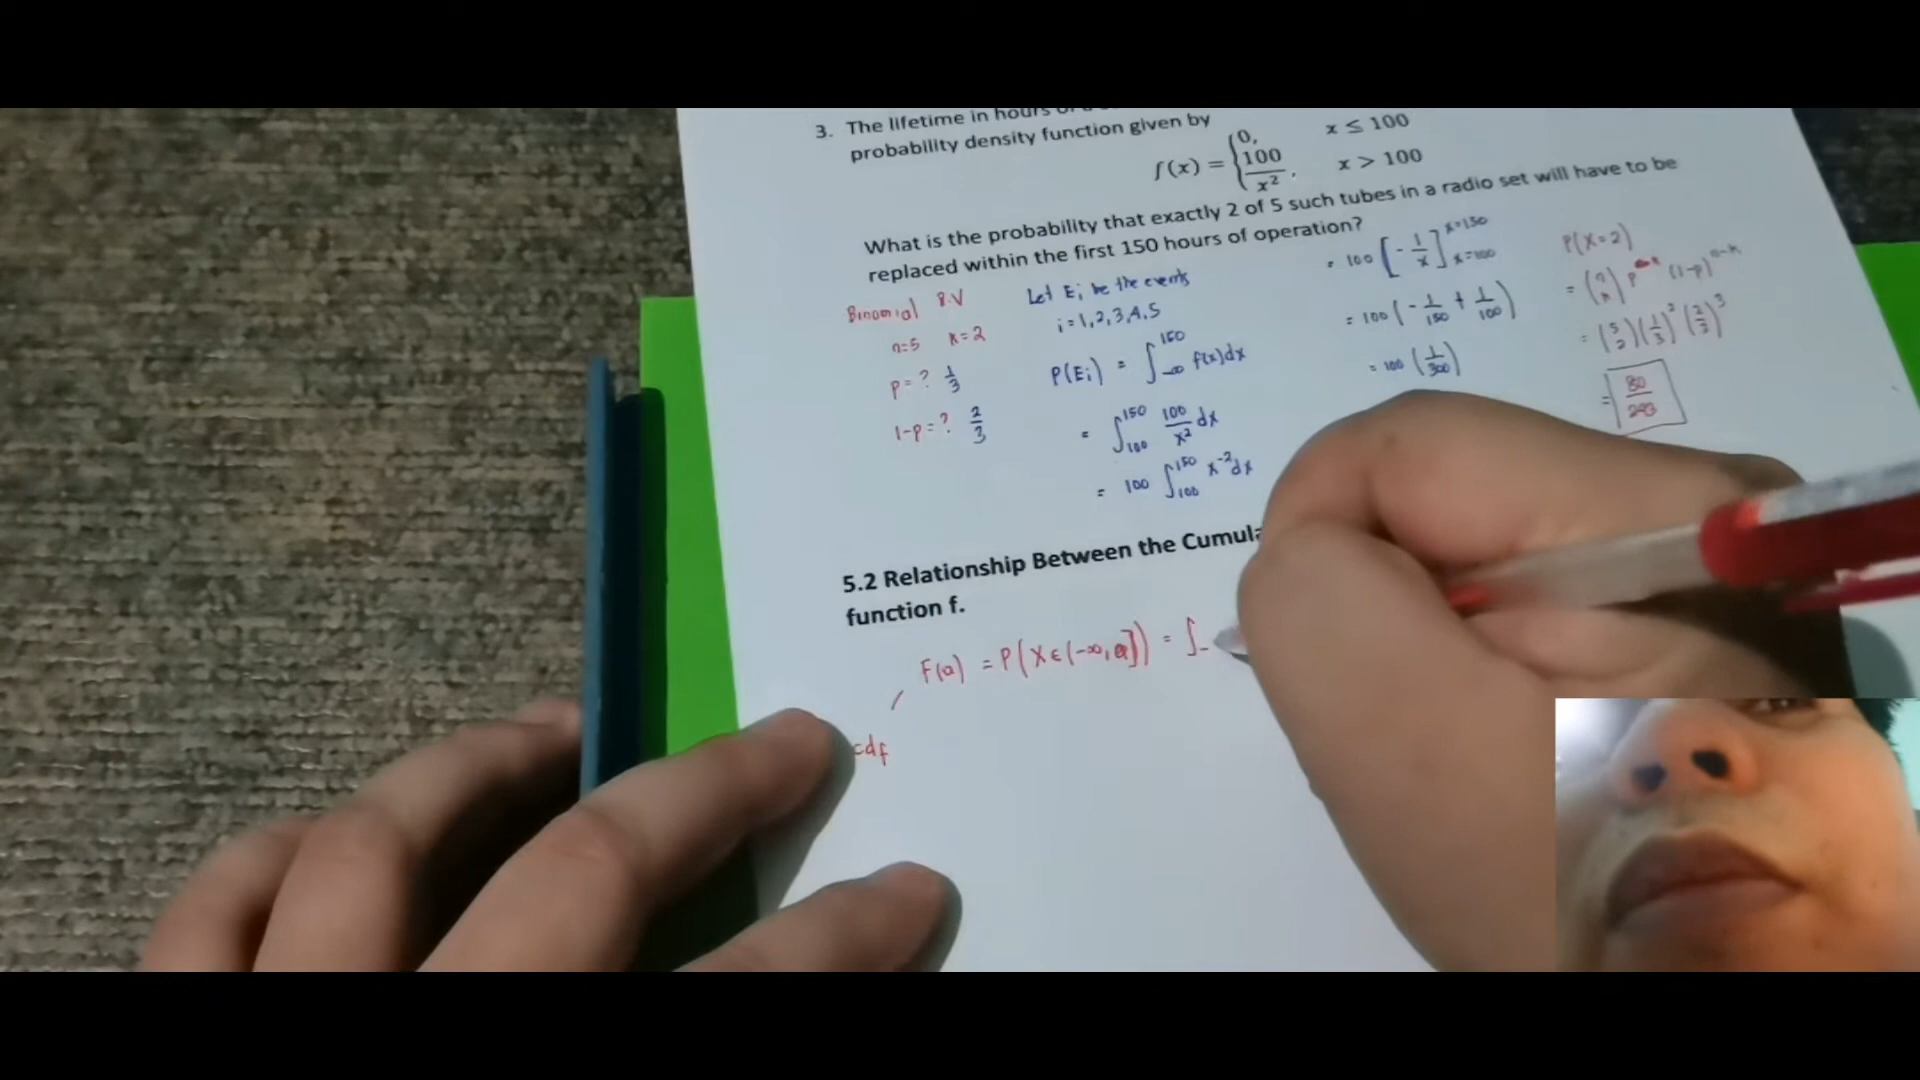 3. The lifetime in hours of a
probability density function given by
f(x) = {0, x ≤ 100
100/x², x > 100
What is the probability that exactly 2 of 5 such tubes in a radio set will have to be
replaced within the first 150 hours of operation?
Binomial R.V
n=5 k=2
p=? 1/3
1-p=? 2/3
Let Ei be the events
i=1,2,3,4,5
P(Ei) = ∫_-∞^150 f(x)dx
= ∫_100^150 100/x² dx
= 100 ∫_100^150 x^-2 dx
= 100 [-1/x]^x=150_x=100
= 100 (-1/150 + 1/100)
= 100 (1/300)
P(X=2)
= (n k) p (1-p)^n-k
= (5 2)(1/3)²(2/3)³
= 80/243
5.2 Relationship Between the
function f.
F(a) = P(X∈(-∞,a]) = ∫_-
cdf